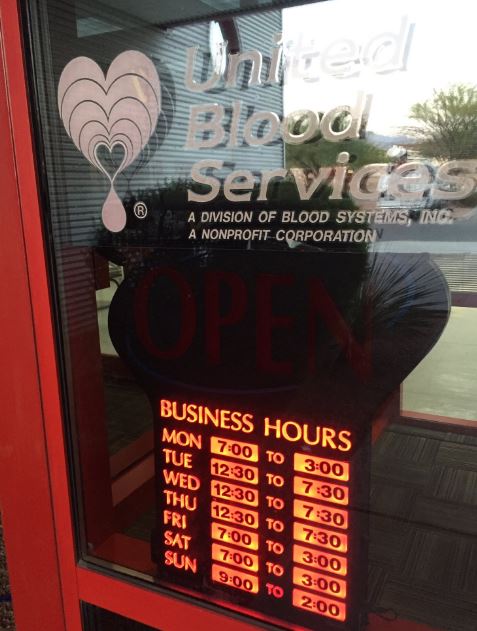 United
Blood
Services
®
A DIVISION OF BLOOD SYSTEMS, INC.
A NONPROFIT CORPORATION
OPEN
BUSINESS HOURS
MON 7:00 TO 3:00
TUE 12:30 TO 7:30
WED 12:30 TO 7:30
THU 12:30 TO 7:30
FRI 7:00 TO 3:00
SAT 7:00 TO 3:00
SUN 9:00 TO 2:00